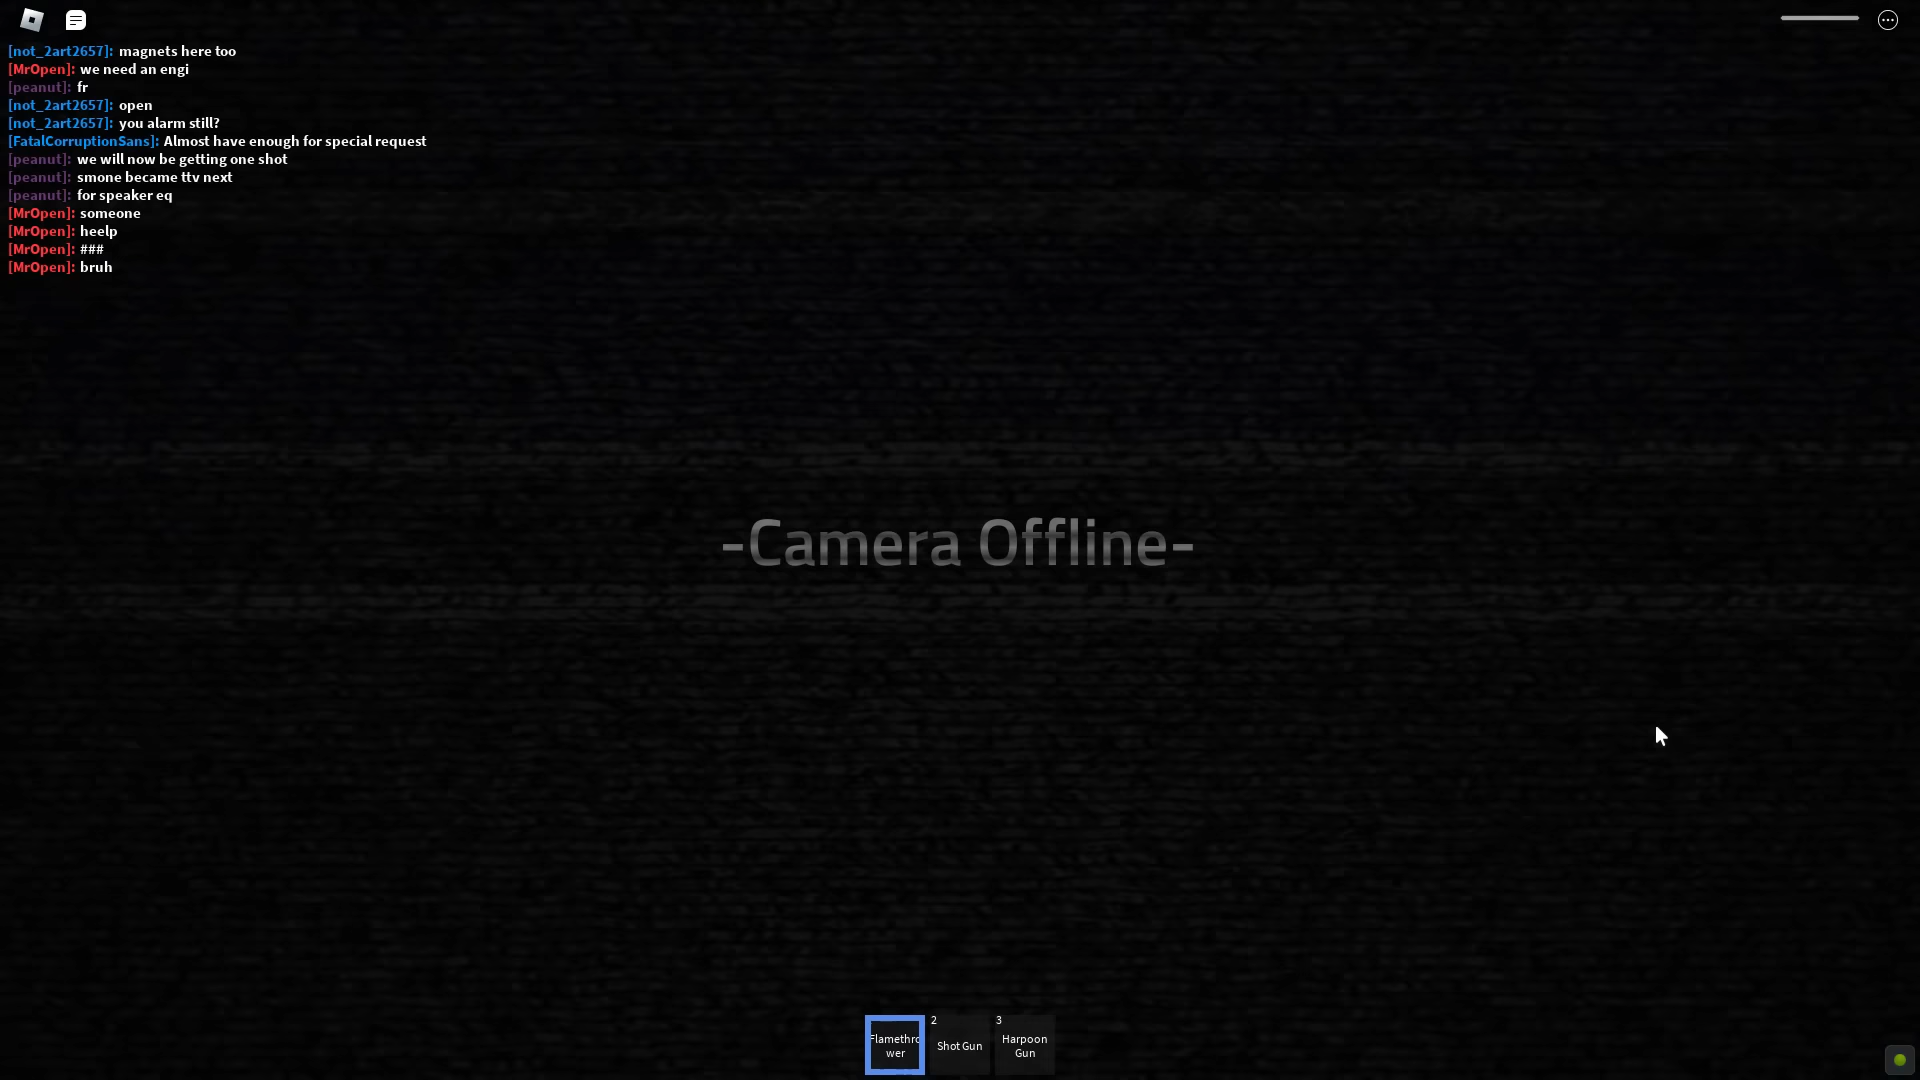 [not_2art2657]: magnets here too
[MrOpen]: we need an engi
[peanut]: fr
[not_2art2657]: open
[not_2art2657]: you alarm still?
[FatalCorruptionSans]: Almost have enough for special request
[peanut]: we will now be getting one shot
[peanut]: smone became ttv next
[peanut]: for speaker eq
[MrOpen]: someone
[MrOpen]: heelp
[MrOpen]: ###
[MrOpen]: bruh
-Camera Offline-
Flamethro
wer
2
Shot Gun
3
Harpoon
Gun